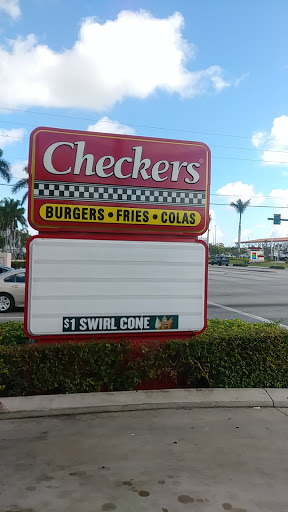 Checkers
BURGERS • FRIES • COLAS
$1 SWIRL CONE